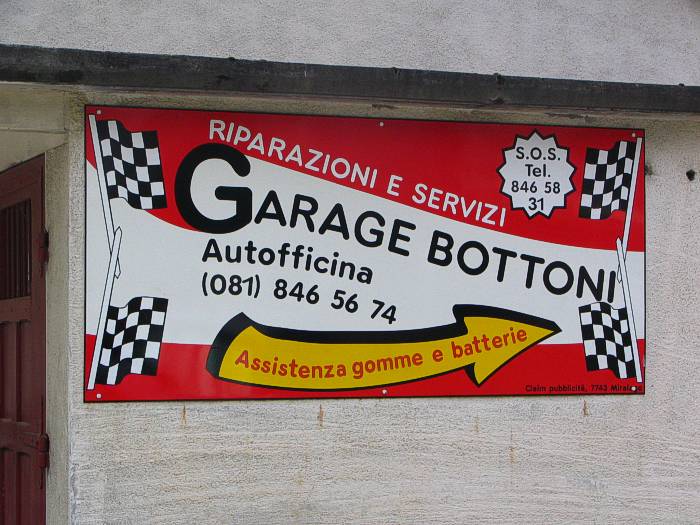 RIPARAZIONI E SERVIZI
S.O.S.
Tel.
846 58
31
GARAGE BOTTONI
Autofficina
(081) 846 56 74
Assistenza gomme e batterie
Claim pubblicità, 7743 Miralago